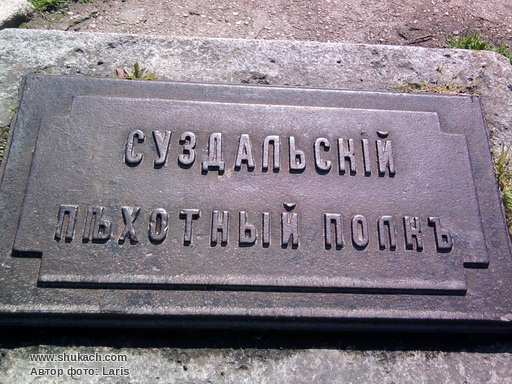 СУЗДАЛЬСКІЙ
ПѢХОТНЫЙ ПОЛКЪ
www.shukach.com
Автор фото: Laris